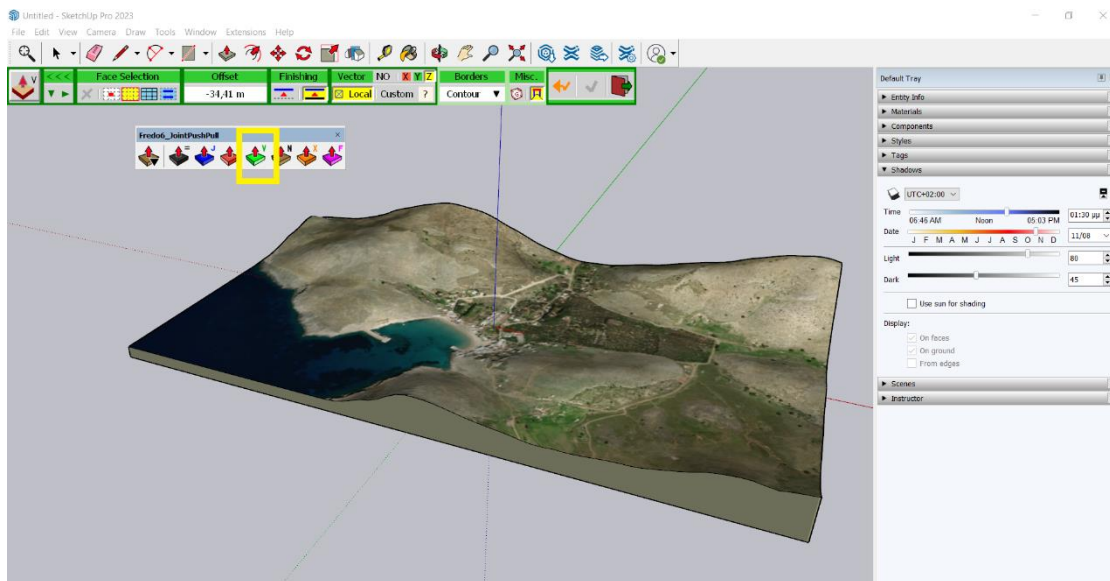 Untitled - SketchUp Pro 2023
File Edit View Camera Draw Tools Window Extensions Help
V <<< Face Selection Offset Finishing Vector NO X Y Z Borders Misc.
-34,41 m Local Custom ? Contour
Fredo6_JointPushPull
= J V N X F
Default Tray
Entity Info
Materials
Components
Styles
Tags
Shadows
UTC+02:00
Time 06:46 AM Noon 05:03 PM 01:30 μμ
Date J F M A M J J A S O N D 11/08
Light 80
Dark 45
Use sun for shading
Display:
On faces
On ground
From edges
Scenes
Instructor